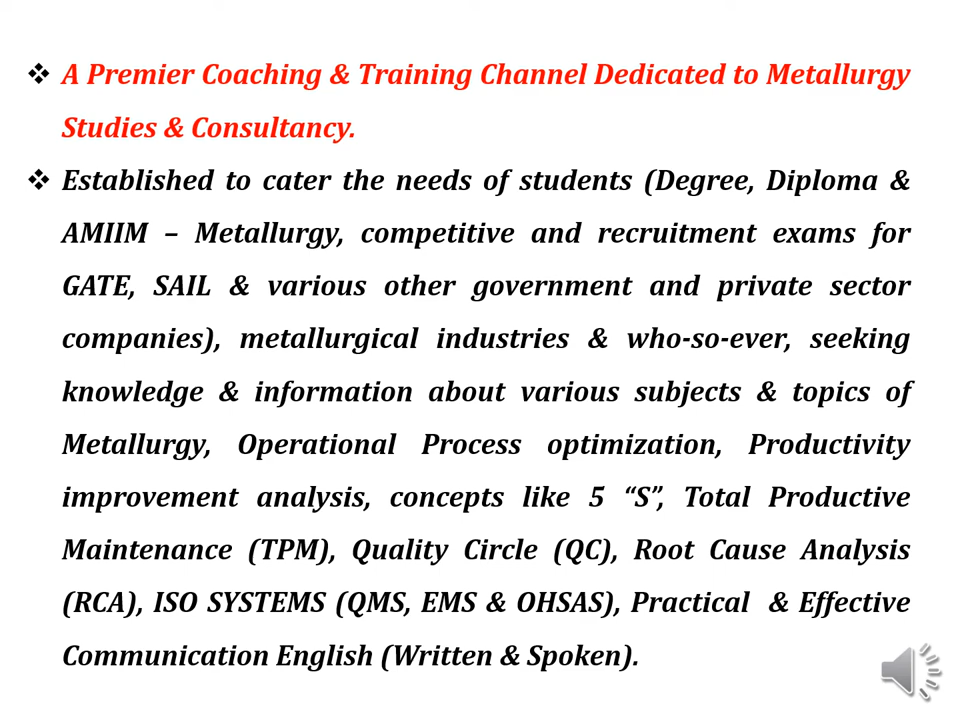 ❖ A Premier Coaching & Training Channel Dedicated to Metallurgy
Studies & Consultancy.
❖ Established to cater the needs of students (Degree, Diploma &
AMIIM – Metallurgy, competitive and recruitment exams for
GATE, SAIL & various other government and private sector
companies), metallurgical industries & who-so-ever, seeking
knowledge & information about various subjects & topics of
Metallurgy, Operational Process optimization, Productivity
improvement analysis, concepts like 5 “S”, Total Productive
Maintenance (TPM), Quality Circle (QC), Root Cause Analysis
(RCA), ISO SYSTEMS (QMS, EMS & OHSAS), Practical & Effective
Communication English (Written & Spoken).